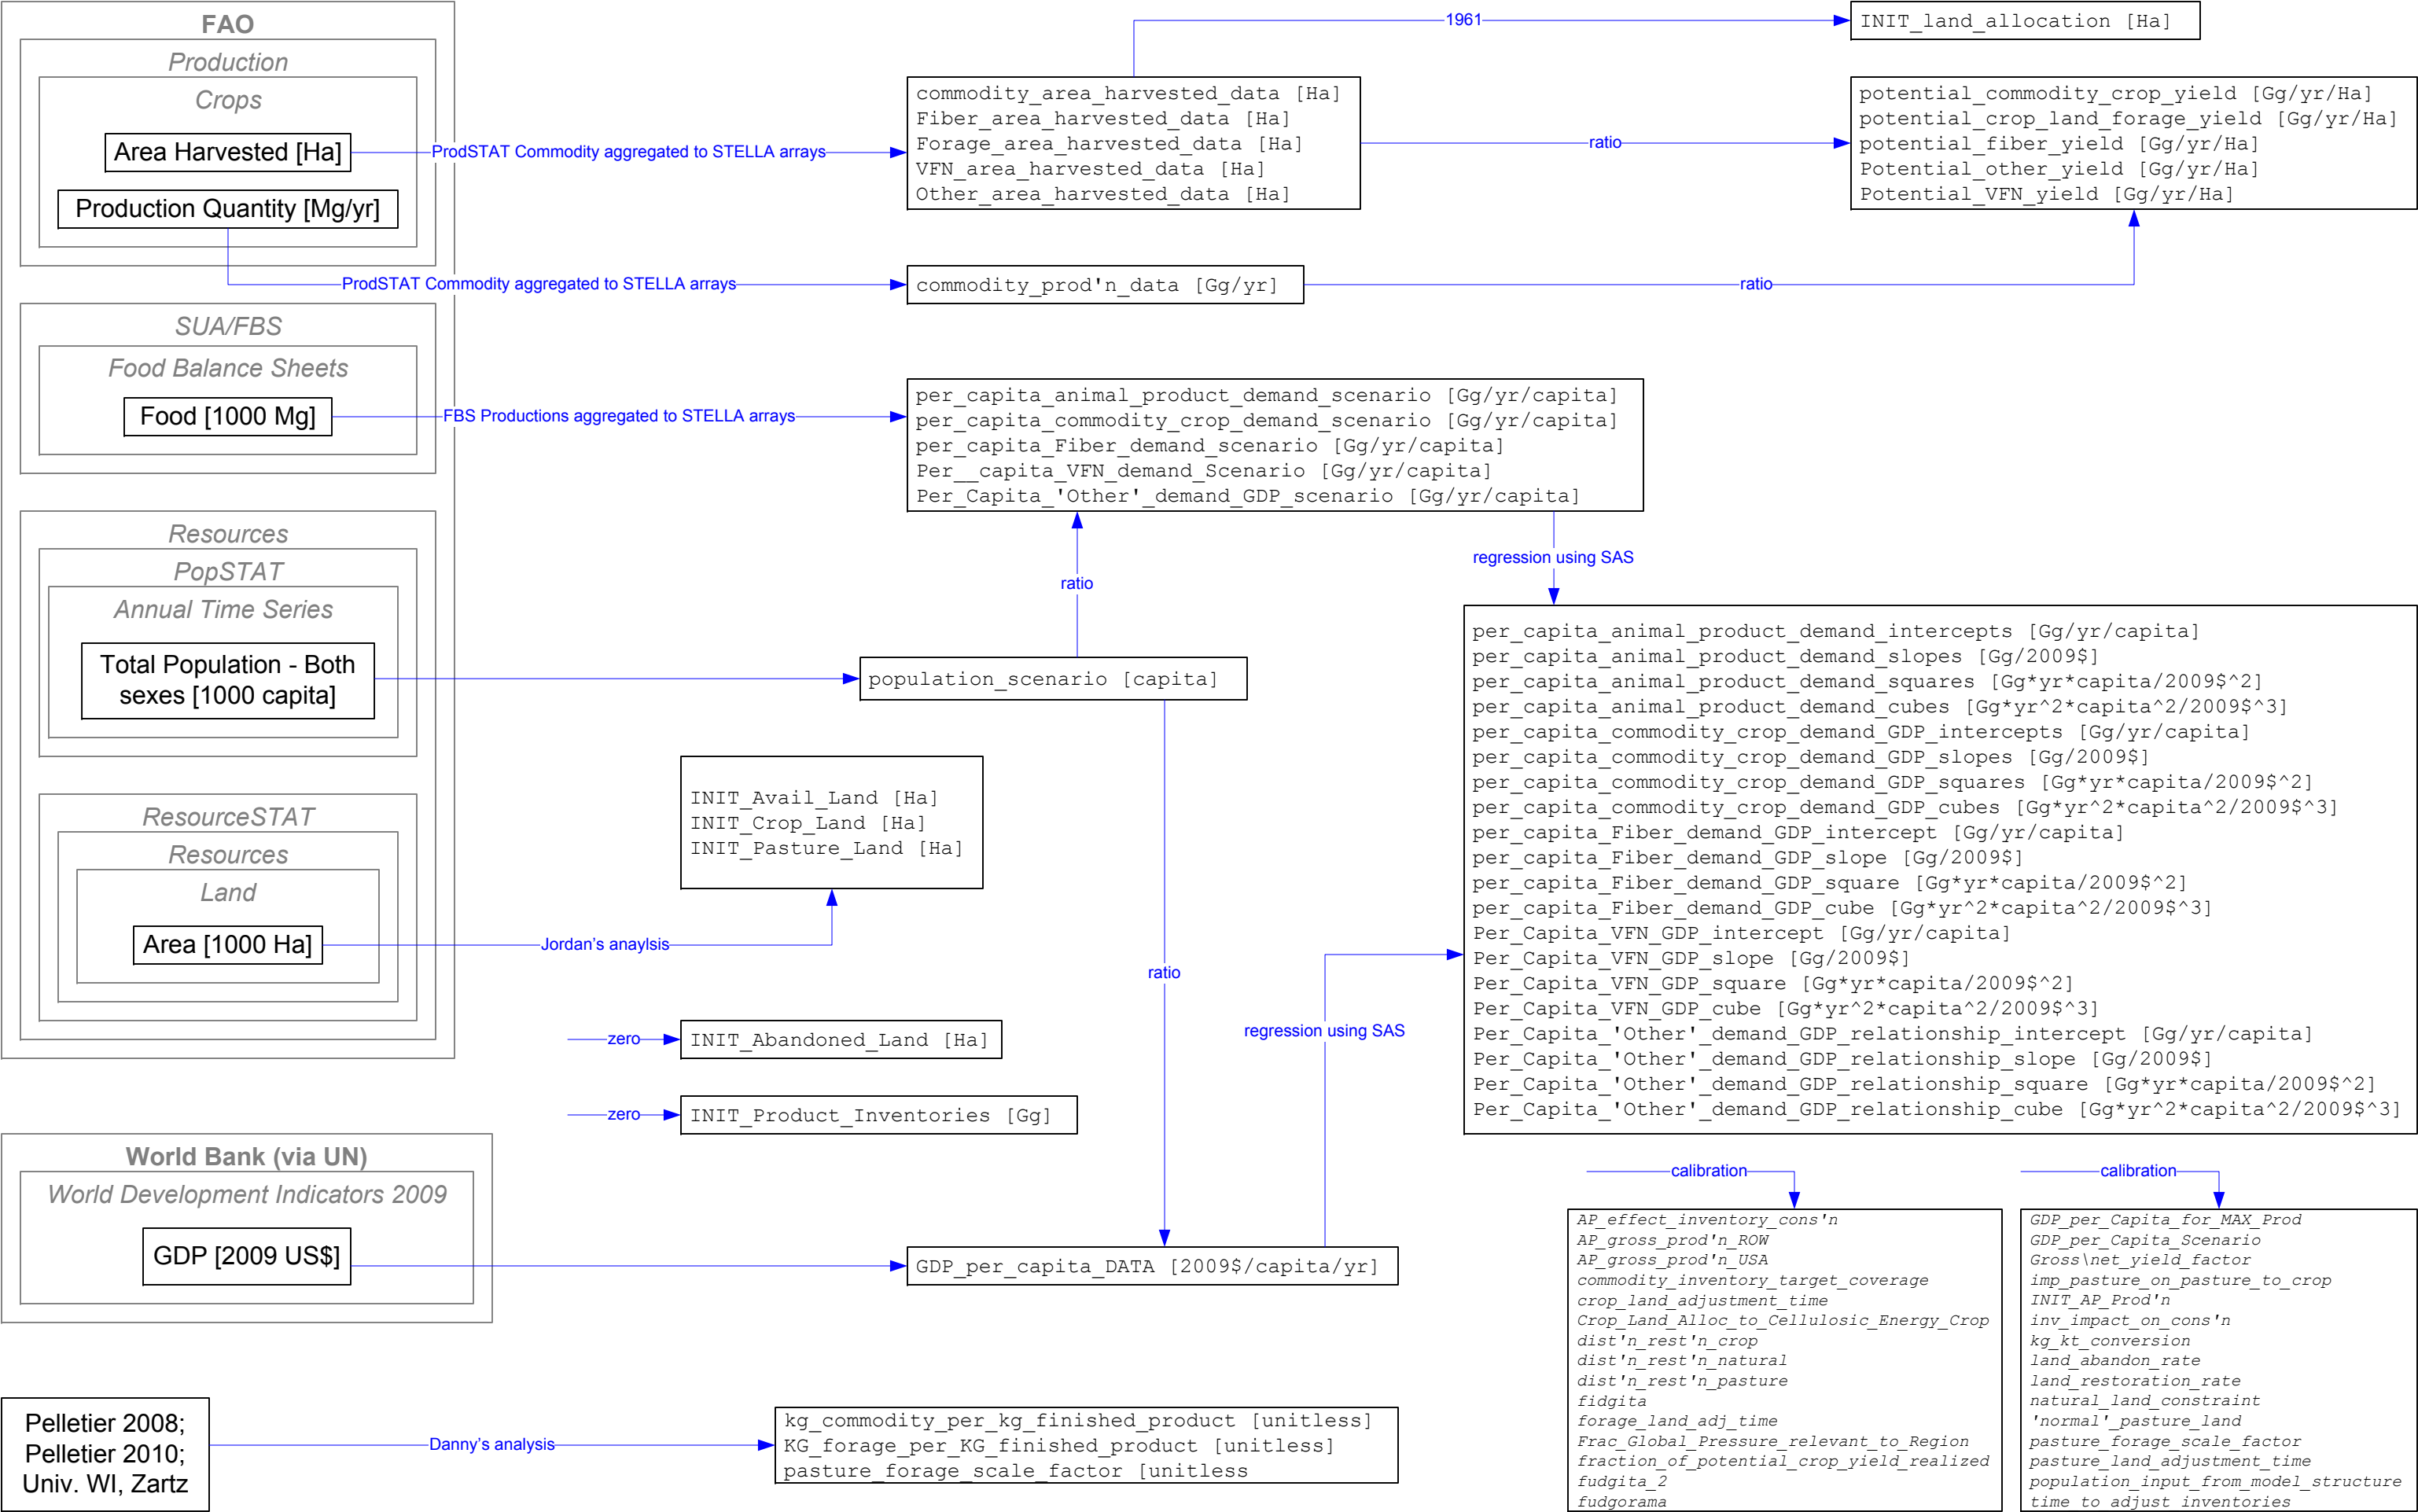 FAO
Production
Crops
Area Harvested [Ha]
Production Quantity [Mg/yr]
SUA/FBS
Food Balance Sheets
Food [1000 Mg]
Resources
PopSTAT
Annual Time Series
Total Population - Both
sexes [1000 capita]
ResourceSTAT
Resources
Land
Area [1000 Ha]
World Bank (via UN)
World Development Indicators 2009
GDP [2009 US$]
Pelletier 2008;
Pelletier 2010;
Univ. WI, Zartz
1961
INIT_land_allocation [Ha]
ProdSTAT Commodity aggregated to STELLA arrays
commodity_area_harvested_data [Ha]
Fiber_area_harvested_data [Ha]
Forage_area_harvested_data [Ha]
VFN_area_harvested_data [Ha]
Other_area_harvested_data [Ha]
ratio
potential_commodity_crop_yield [Gg/yr/Ha]
potential_crop_land_forage_yield [Gg/yr/Ha]
potential_fiber_yield [Gg/yr/Ha]
Potential_other_yield [Gg/yr/Ha]
Potential_VFN_yield [Gg/yr/Ha]
ProdSTAT Commodity aggregated to STELLA arrays
commodity_prod'n_data [Gg/yr]
ratio
FBS Productions aggregated to STELLA arrays
per_capita_animal_product_demand_scenario [Gg/yr/capita]
per_capita_commodity_crop_demand_scenario [Gg/yr/capita]
per_capita_Fiber_demand_scenario [Gg/yr/capita]
Per__capita_VFN_demand_Scenario [Gg/yr/capita]
Per_Capita_'Other'_demand_GDP_scenario [Gg/yr/capita]
ratio
regression using SAS
population_scenario [capita]
INIT_Avail_Land [Ha]
INIT_Crop_Land [Ha]
INIT_Pasture_Land [Ha]
Jordan's anaylsis
ratio
zero
INIT_Abandoned_Land [Ha]
regression using SAS
zero
INIT_Product_Inventories [Gg]
per_capita_animal_product_demand_intercepts [Gg/yr/capita]
per_capita_animal_product_demand_slopes [Gg/2009$]
per_capita_animal_product_demand_squares [Gg*yr*capita/2009$^2]
per_capita_animal_product_demand_cubes [Gg*yr^2*capita^2/2009$^3]
per_capita_commodity_crop_demand_GDP_intercepts [Gg/yr/capita]
per_capita_commodity_crop_demand_GDP_slopes [Gg/2009$]
per_capita_commodity_crop_demand_GDP_squares [Gg*yr*capita/2009$^2]
per_capita_commodity_crop_demand_GDP_cubes [Gg*yr^2*capita^2/2009$^3]
per_capita_Fiber_demand_GDP_intercept [Gg/yr/capita]
per_capita_Fiber_demand_GDP_slope [Gg/2009$]
per_capita_Fiber_demand_GDP_square [Gg*yr*capita/2009$^2]
per_capita_Fiber_demand_GDP_cube [Gg*yr^2*capita^2/2009$^3]
Per_Capita_VFN_GDP_intercept [Gg/yr/capita]
Per_Capita_VFN_GDP_slope [Gg/2009$]
Per_Capita_VFN_GDP_square [Gg*yr*capita/2009$^2]
Per_Capita_VFN_GDP_cube [Gg*yr^2*capita^2/2009$^3]
Per_Capita_'Other'_demand_GDP_relationship_intercept [Gg/yr/capita]
Per_Capita_'Other'_demand_GDP_relationship_slope [Gg/2009$]
Per_Capita_'Other'_demand_GDP_relationship_square [Gg*yr*capita/2009$^2]
Per_Capita_'Other'_demand_GDP_relationship_cube [Gg*yr^2*capita^2/2009$^3]
GDP_per_capita_DATA [2009$/capita/yr]
Danny's analysis
kg_commodity_per_kg_finished_product [unitless]
KG_forage_per_KG_finished_product [unitless]
pasture_forage_scale_factor [unitless
calibration
AP_effect_inventory_cons'n
AP_gross_prod'n_ROW
AP_gross_prod'n_USA
commodity_inventory_target_coverage
crop_land_adjustment_time
Crop_Land_Alloc_to_Cellulosic_Energy_Crop
dist'n_rest'n_crop
dist'n_rest'n_natural
dist'n_rest'n_pasture
fidgita
forage_land_adj_time
Frac_Global_Pressure_relevant_to_Region
fraction_of_potential_crop_yield_realized
fudgita_2
fudgorama
calibration
GDP_per_Capita_for_MAX_Prod
GDP_per_Capita_Scenario
Gross\net_yield_factor
imp_pasture_on_pasture_to_crop
INIT_AP_Prod'n
inv_impact_on_cons'n
kg_kt_conversion
land_abandon_rate
land_restoration_rate
natural_land_constraint
'normal'_pasture_land
pasture_forage_scale_factor
pasture_land_adjustment_time
population_input_from_model_structure
time to adjust inventories